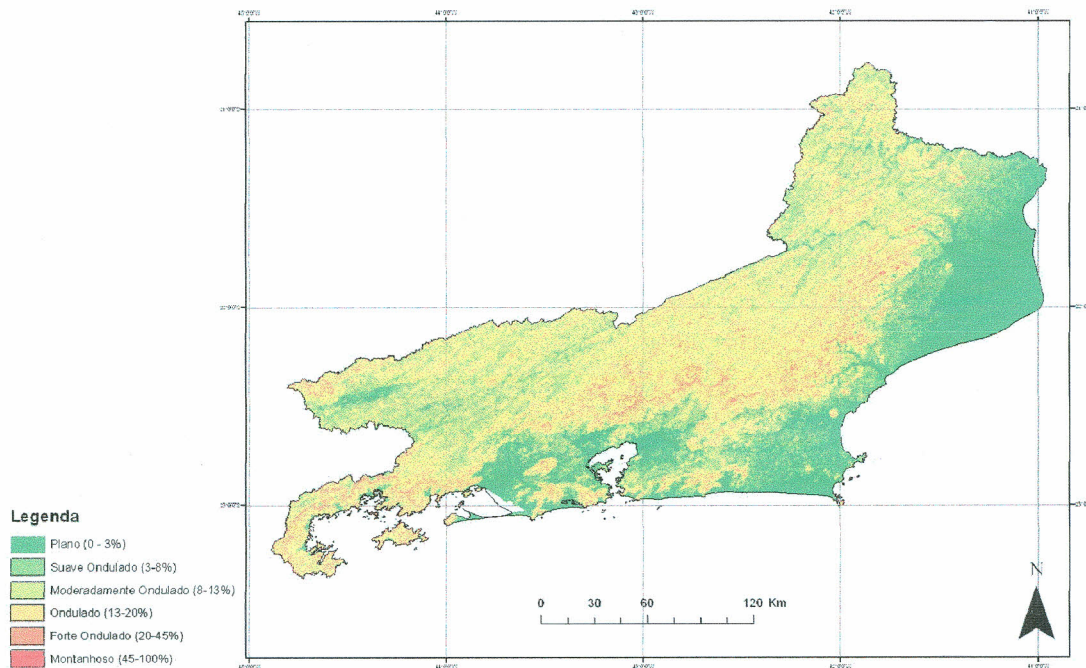 Legenda
Plano (0 - 3%)
Suave Ondulado (3-8%)
Moderadamente Ondulado (8-13%)
Ondulado (13-20%)
Forte Ondulado (20-45%)
Montanhoso (45-100%)
0 30 60 120 Km
N